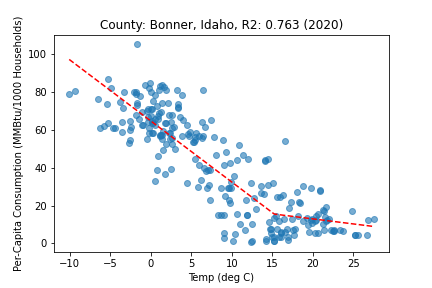 County: Bonner, Idaho, R2: 0.763 (2020)
Per-Capita Consumption (MMBtu/1000 Households)
100
80
60
40
20
0
−10 −5 0 5 10 15 20 25
Temp (deg C)